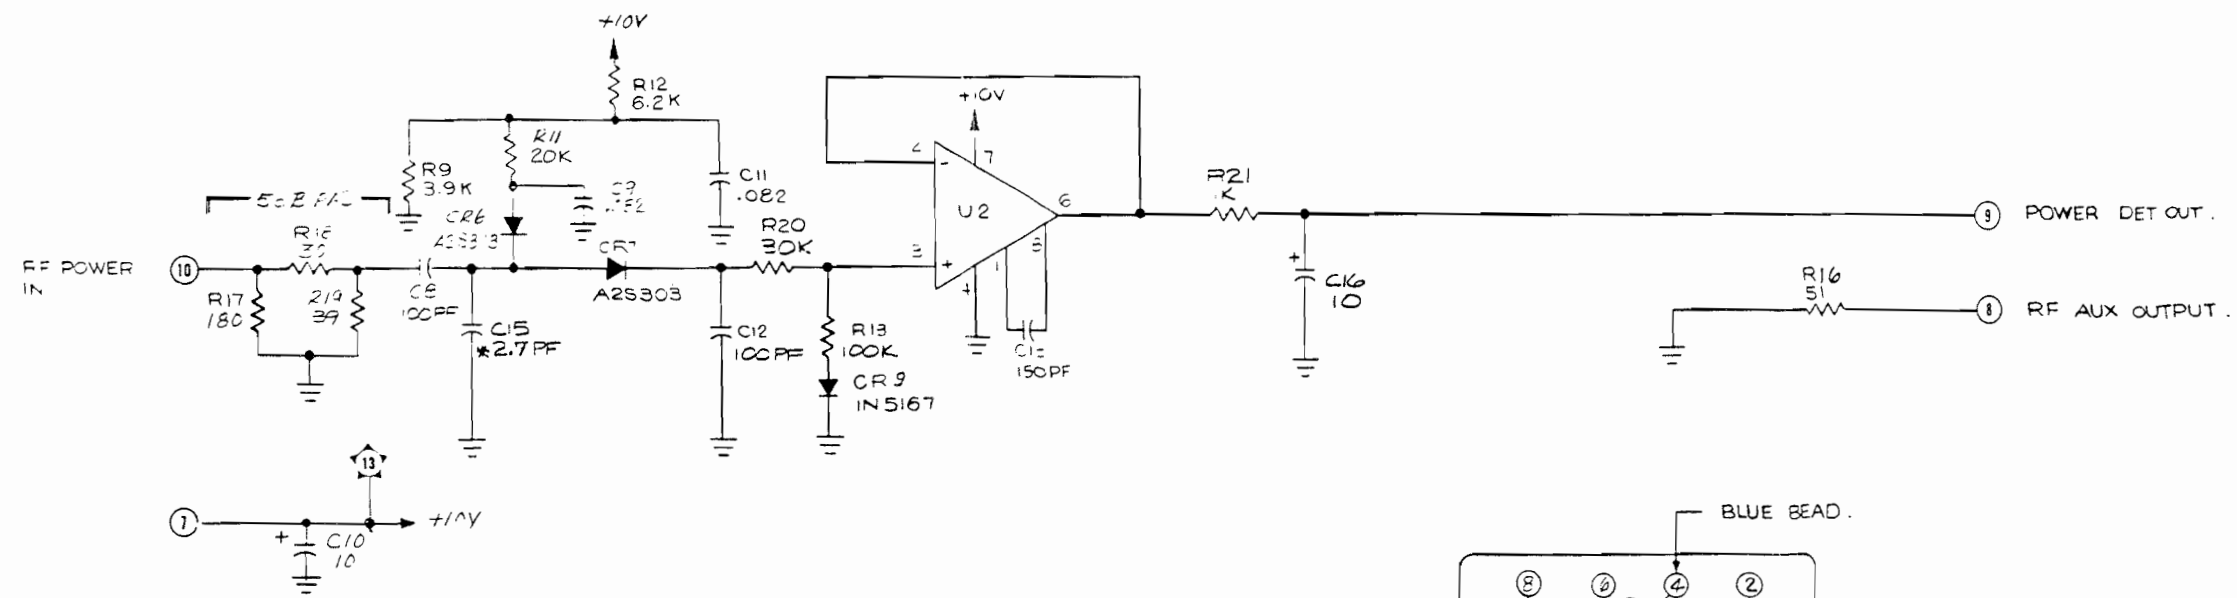 +10V
R12
6.2K
R11
20K
R9
3.9K
C11
.082
CR6
R17
180
39
C8
100PF
C15
*2.7PF
CR7
A2S303
R20
30K
C12
100PF
R13
100K
CR9
1N5167
+10V
2
-
7
U2
6
3
+
1
8
4
150PF
R21
C16
10
+
9
POWER DET OUT.
R16
51
8
RF AUX OUTPUT.
RF POWER
IN
10
13
7
+10V
+
C10
10
BLUE BEAD.
8
6
4
2